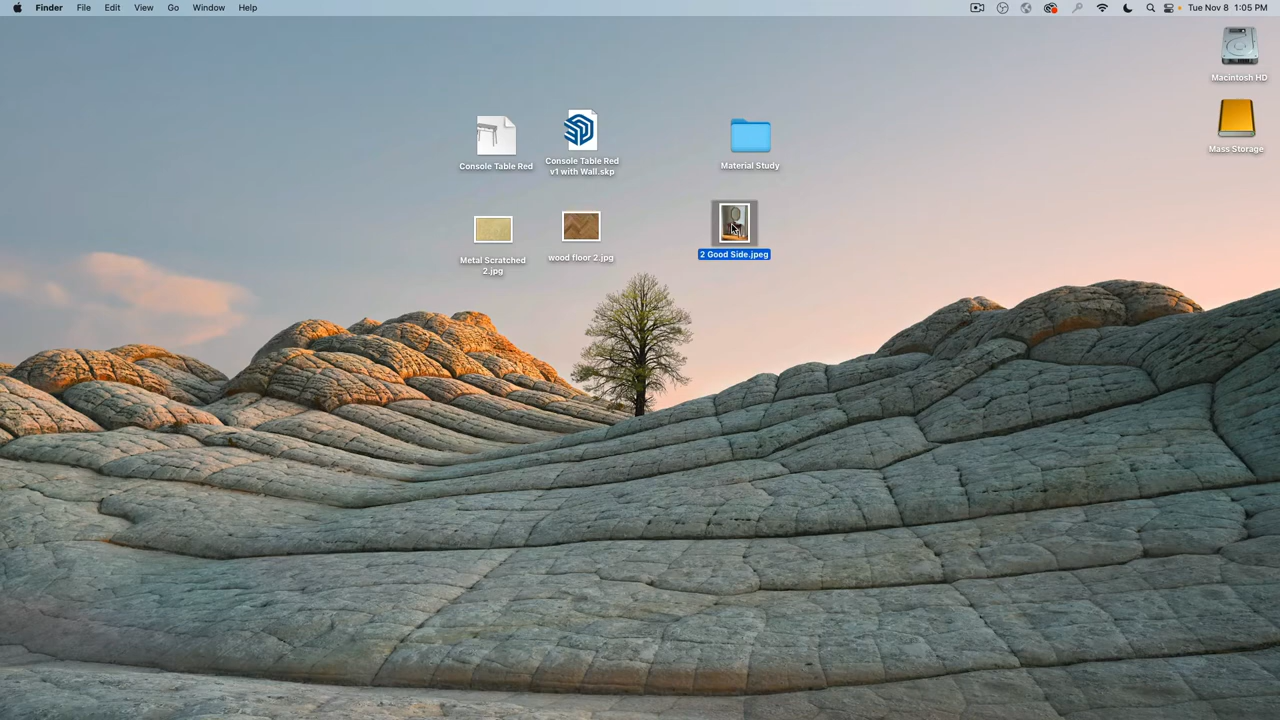 Finder File Edit View Go Window Help Tue Nov 8 1:05 PM
Macintosh HD
Mass Storage
Console Table Red
Console Table Red
v1 with Wall.skp
Material Study
Metal Scratched
2.jpg
wood floor 2.jpg
2 Good Side.jpeg